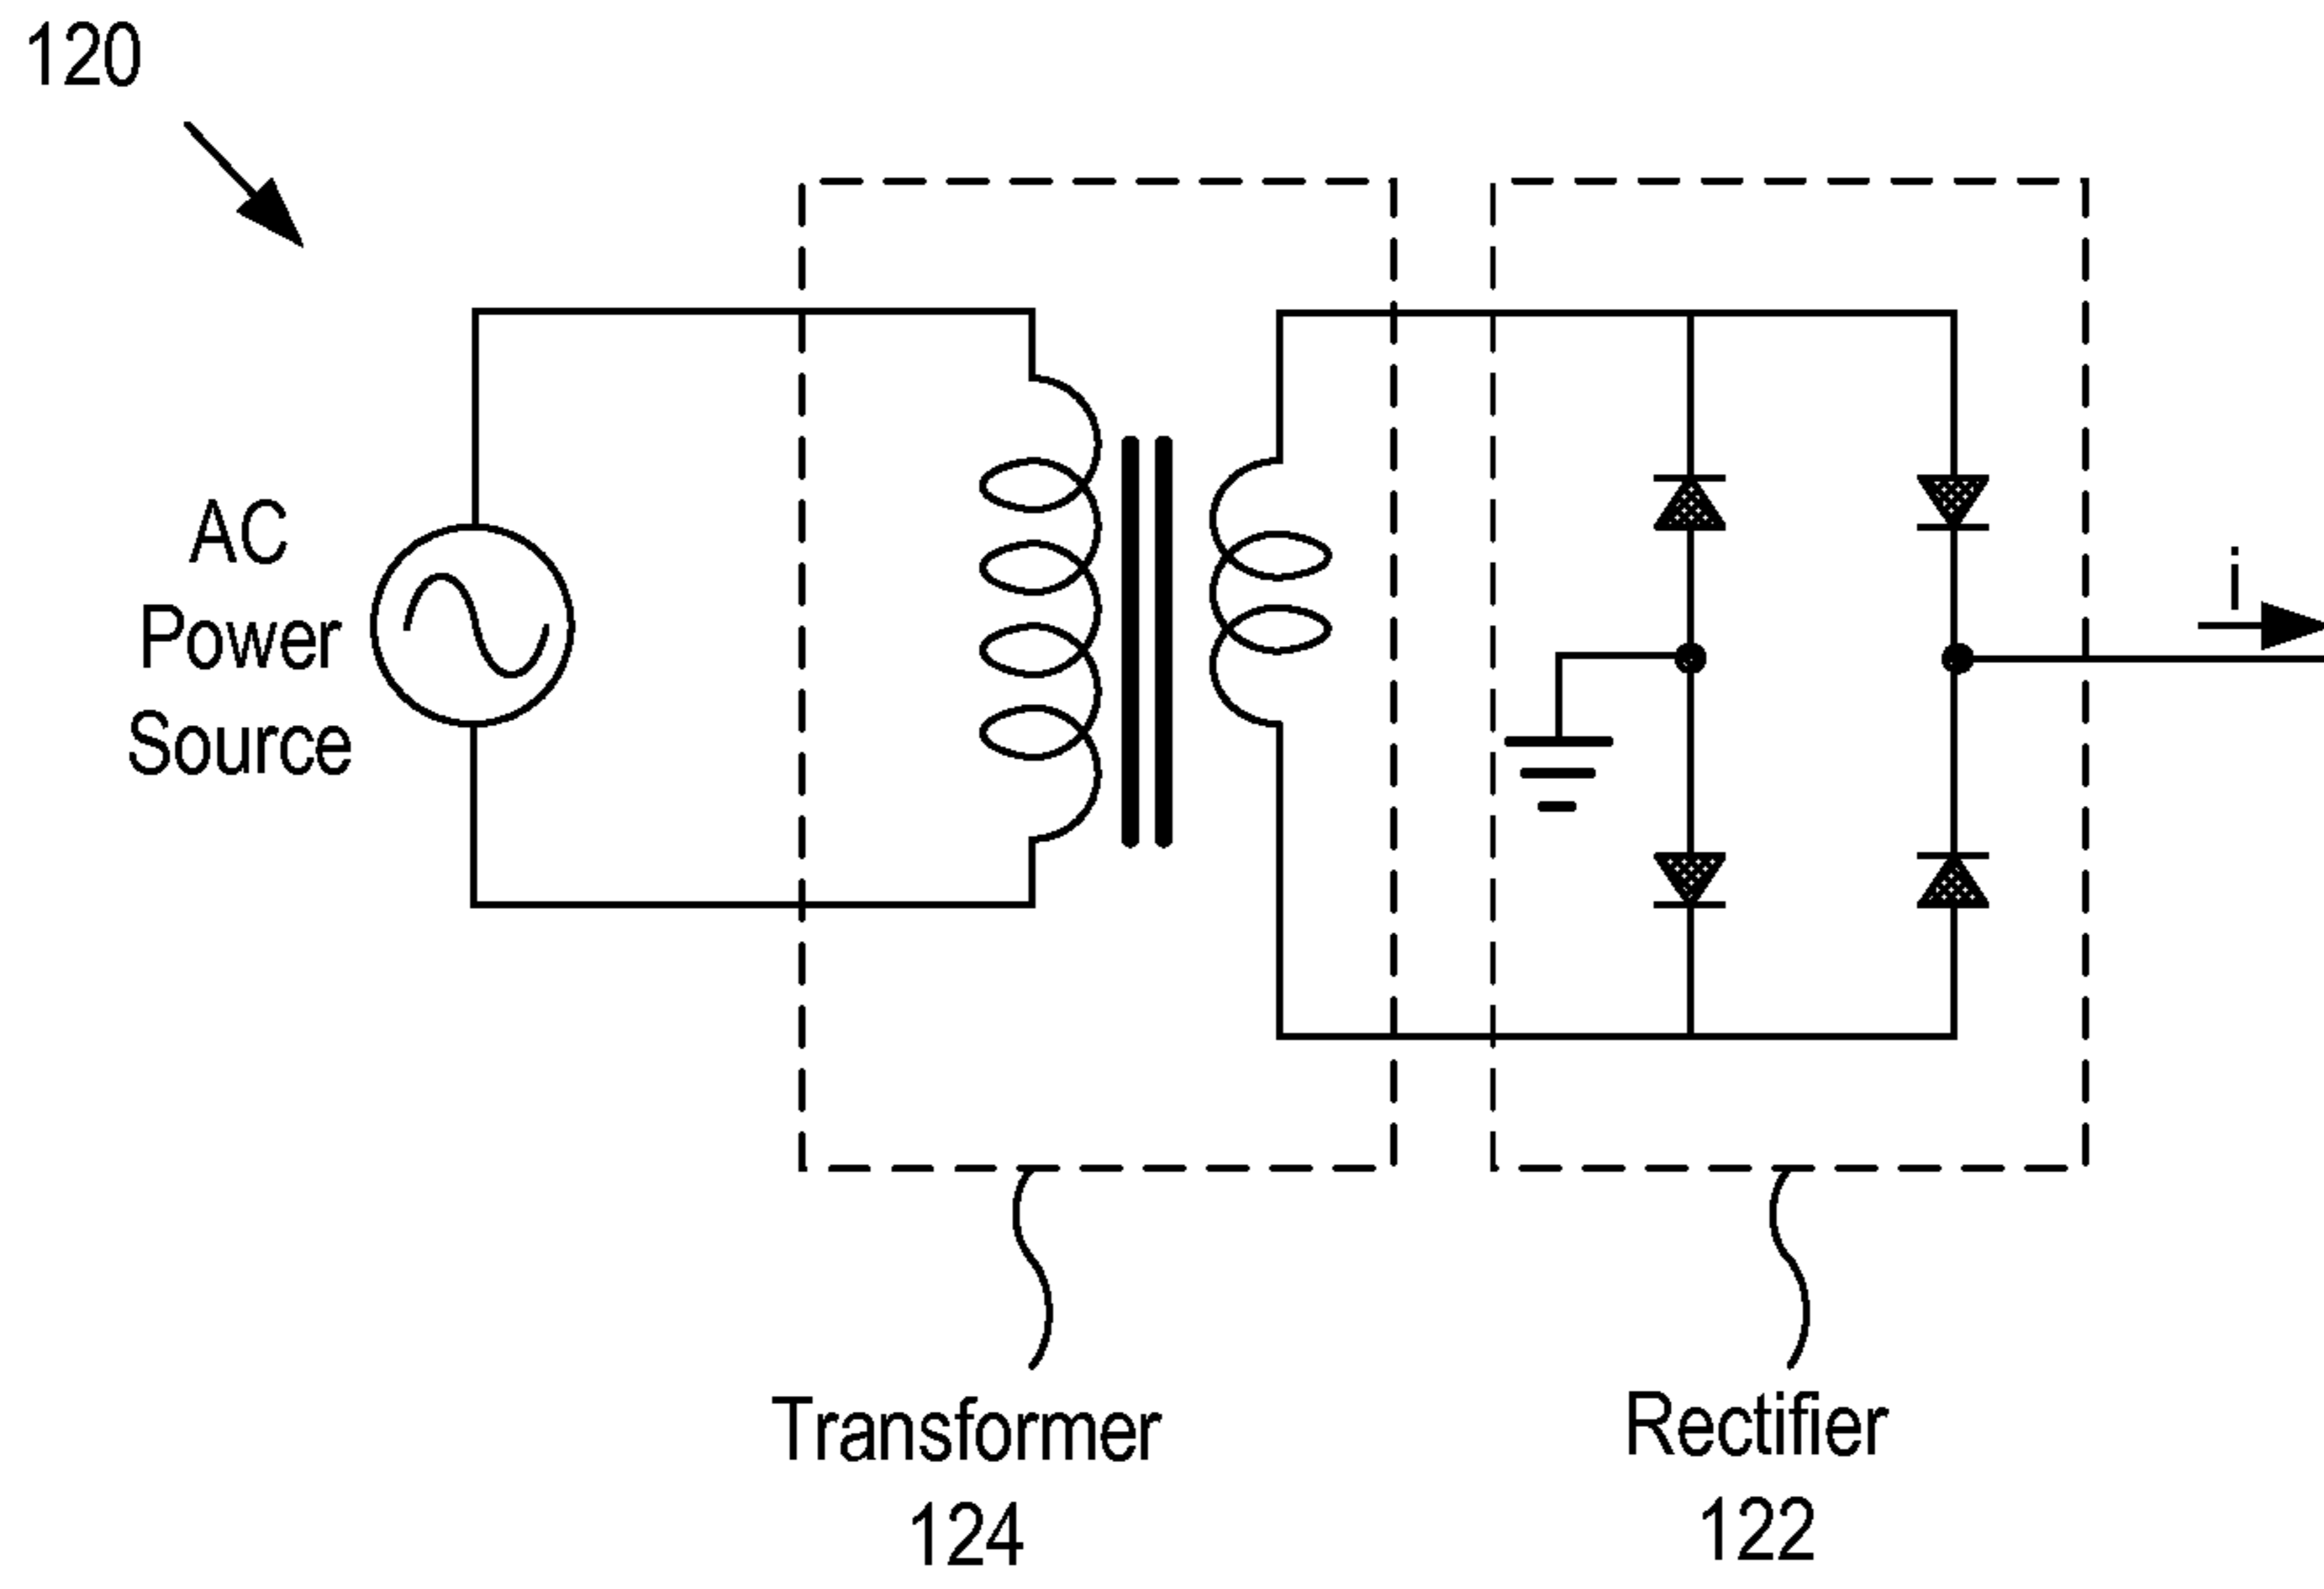 120
AC
Power
Source
i
Transformer
124
Rectifier
122